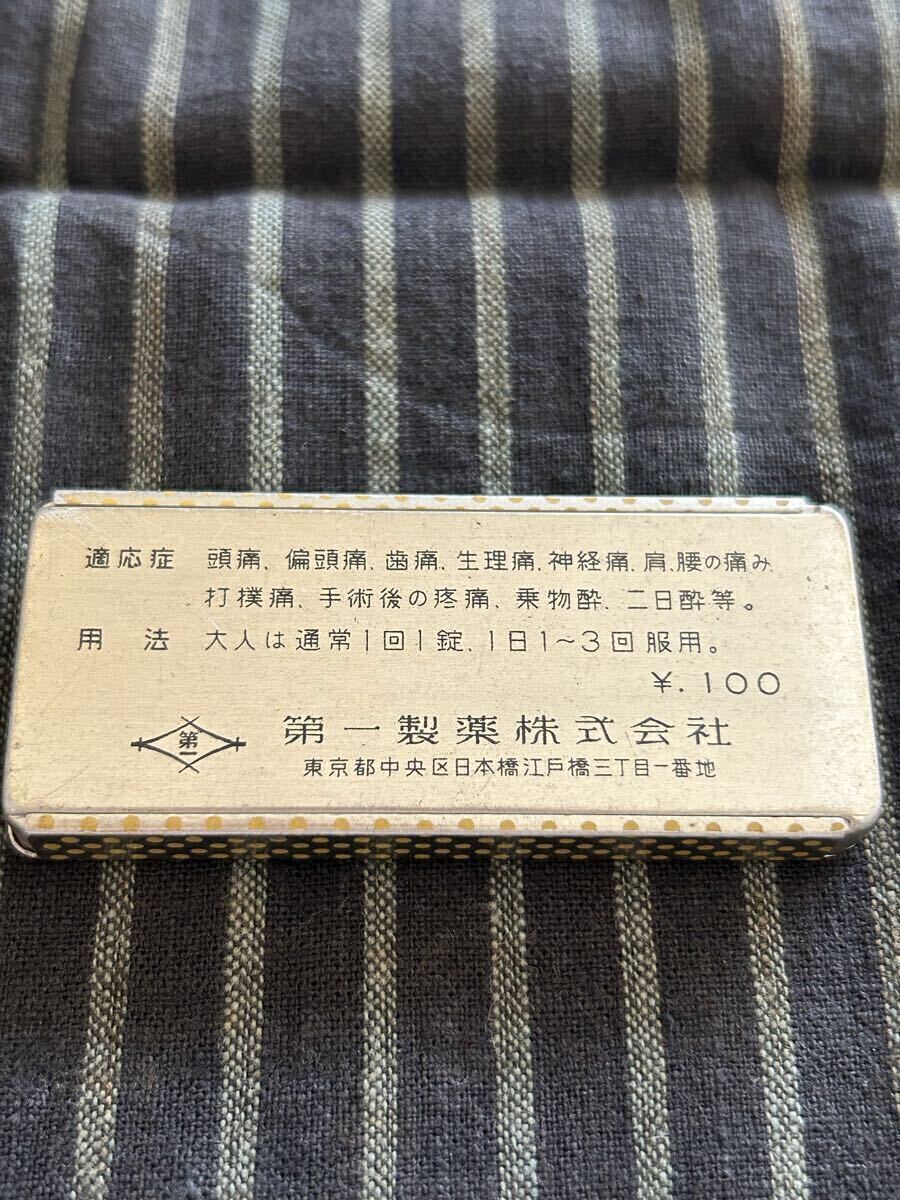 適応症 頭痛、偏頭痛、歯痛、生理痛、神経痛、肩、腰の痛み
打撲痛、手術後の疼痛、乗物酔、二日酔等。
用法 大人は通常1回1錠、1日1~3回服用。
¥.100
第一 第一製薬株式会社
東京都中央区日本橋江戸橋三丁目一番地